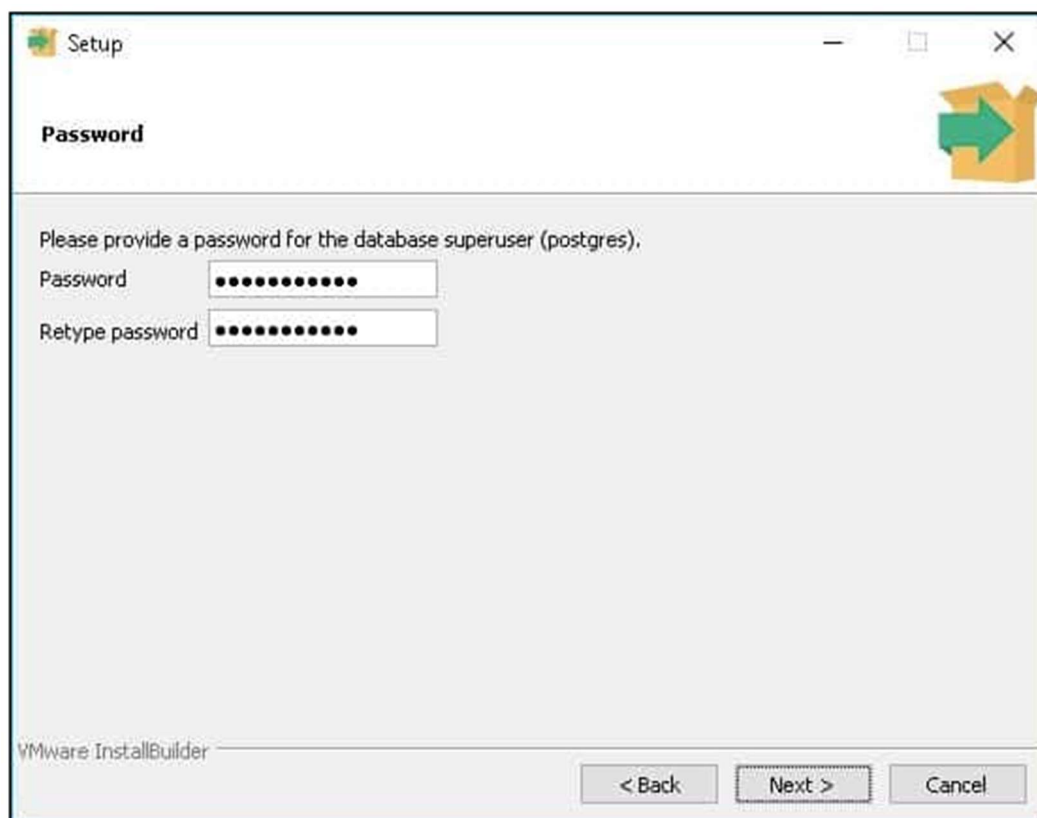 Setup
Password
Please provide a password for the database superuser (postgres).
Password ●●●●●●●●●●●
Retype password ●●●●●●●●●●●
VMware InstallBuilder
< Back Next > Cancel